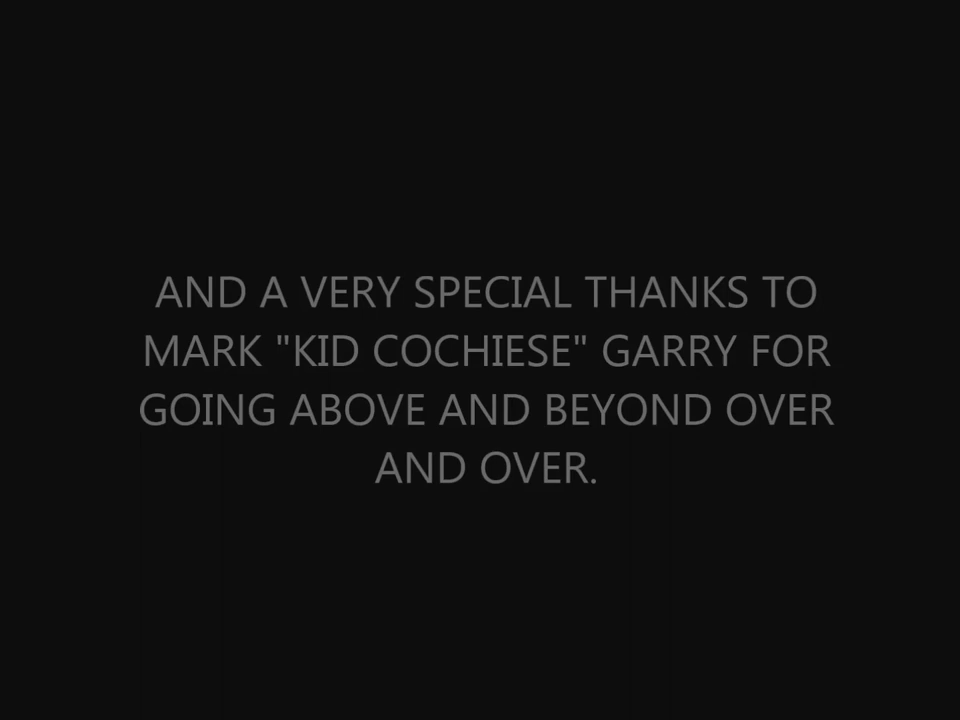 AND A VERY SPECIAL THANKS TO
MARK "KID COCHIESE" GARRY FOR
GOING ABOVE AND BEYOND OVER
AND OVER.